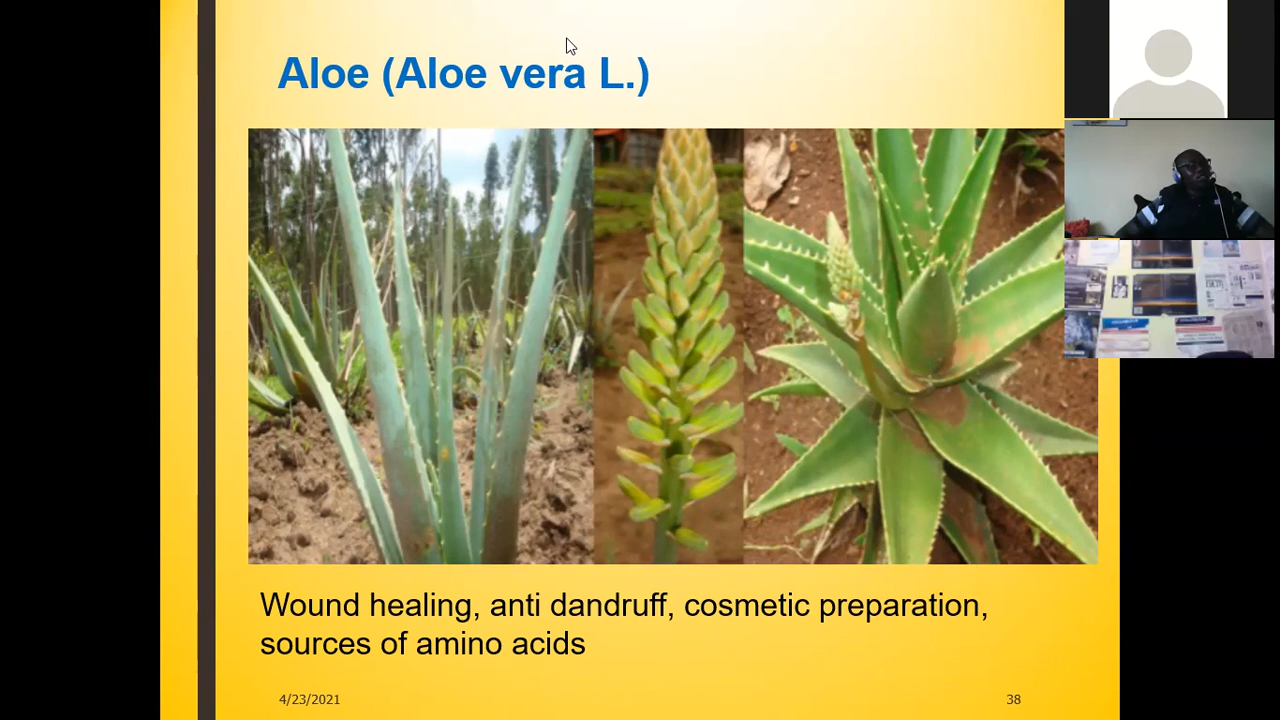 Aloe (Aloe vera L.)
Wound healing, anti dandruff, cosmetic preparation,
sources of amino acids
4/23/2021
38